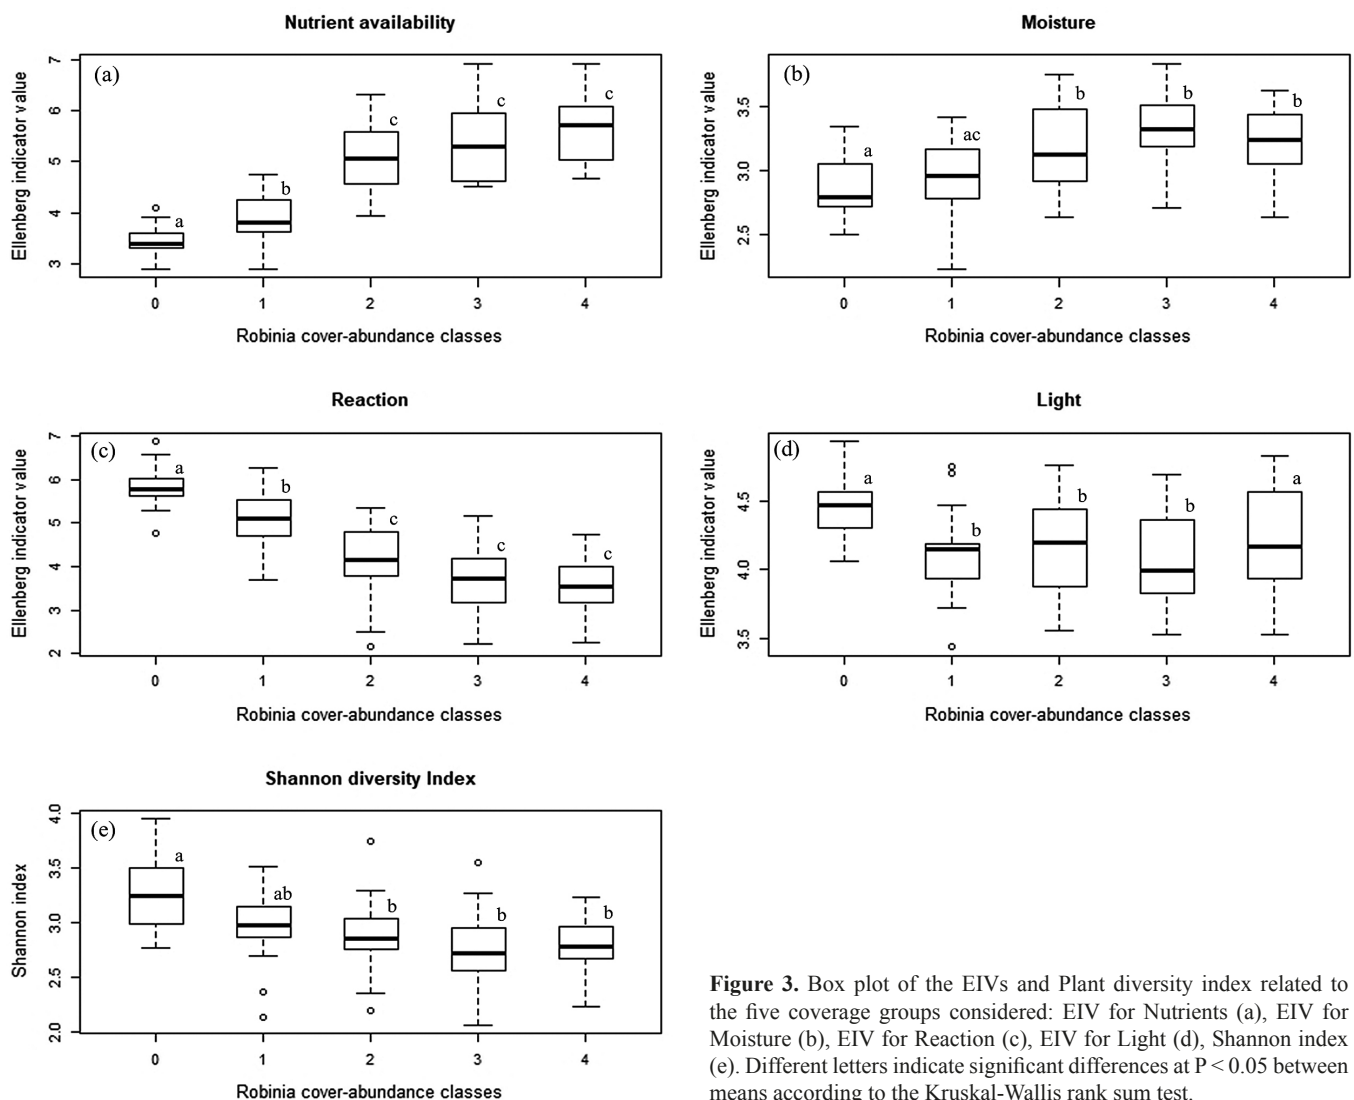 Nutrient availability
(a)
Ellenberg indicator value
7
6
5
4
3
a
b
c
c
c
0 1 2 3 4
Robinia cover-abundance classes
Moisture
(b)
Ellenberg indicator value
3.5
3.0
2.5
a
ac
b
b
b
0 1 2 3 4
Robinia cover-abundance classes
Reaction
(c)
Ellenberg indicator value
7
6
5
4
3
2
a
b
c
c
c
0 1 2 3 4
Robinia cover-abundance classes
Light
(d)
Ellenberg indicator value
4.5
4.0
3.5
a
b
b
b
a
0 1 2 3 4
Robinia cover-abundance classes
Shannon diversity Index
(e)
Shannon index
4.0
3.5
3.0
2.5
2.0
a
ab
b
b
b
0 1 2 3 4
Robinia cover-abundance classes
Figure 3. Box plot of the EIVs and Plant diversity index related to
the five coverage groups considered: EIV for Nutrients (a), EIV for
Moisture (b), EIV for Reaction (c), EIV for Light (d), Shannon index
(e). Different letters indicate significant differences at P < 0.05 between
means according to the Kruskal-Wallis rank sum test.